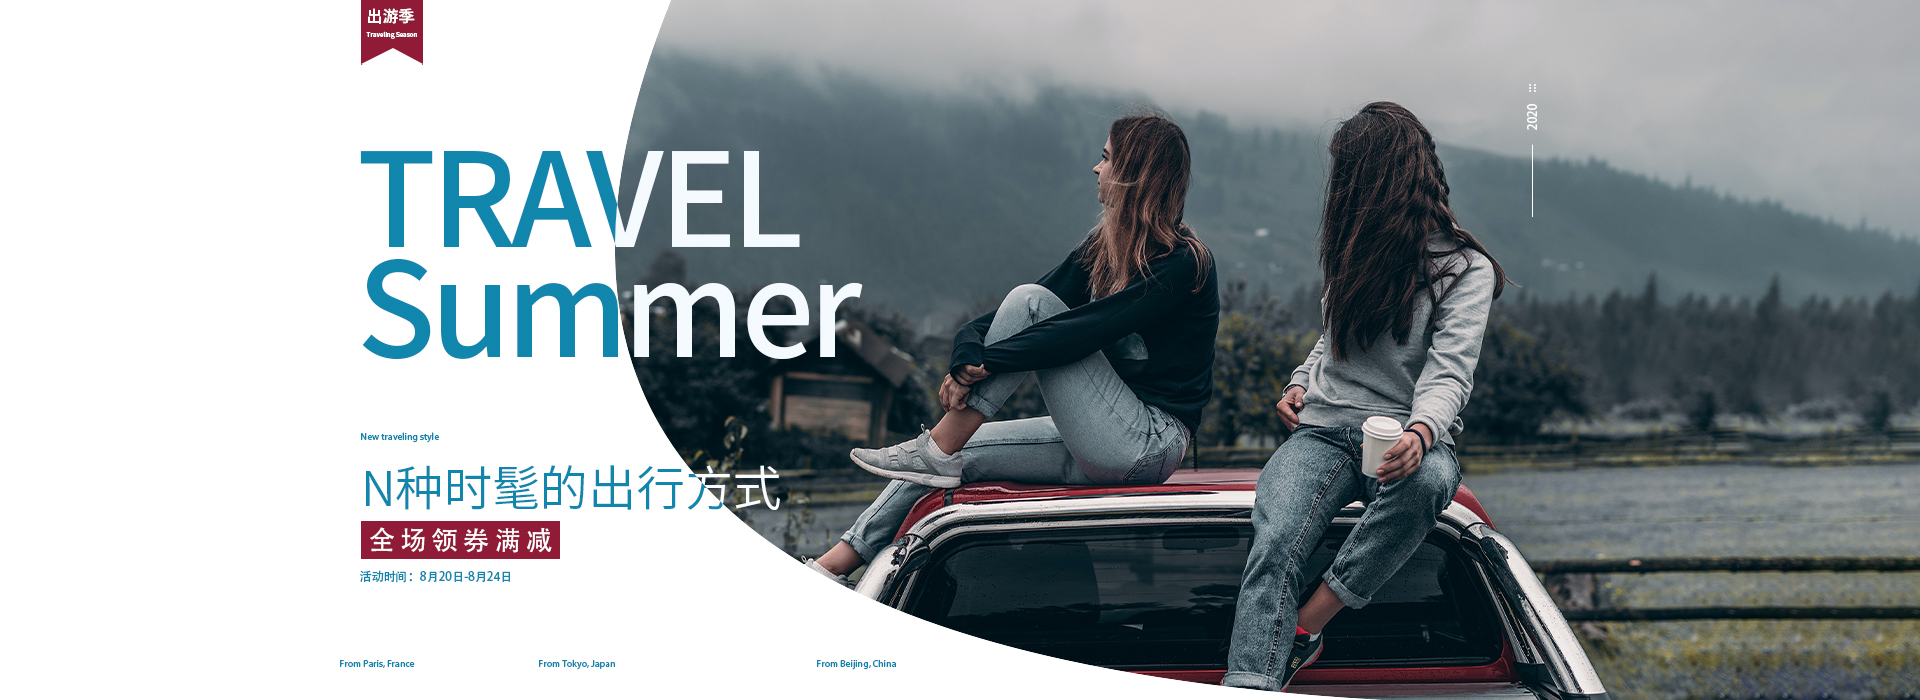 出游季
Traveling Season
2020
TRAVEL
Summer
New traveling style
N种时髦的出行方式
全场领券满减
活动时间：8月20日-8月24日
From Paris, France
From Tokyo, Japan
From Beijing, China